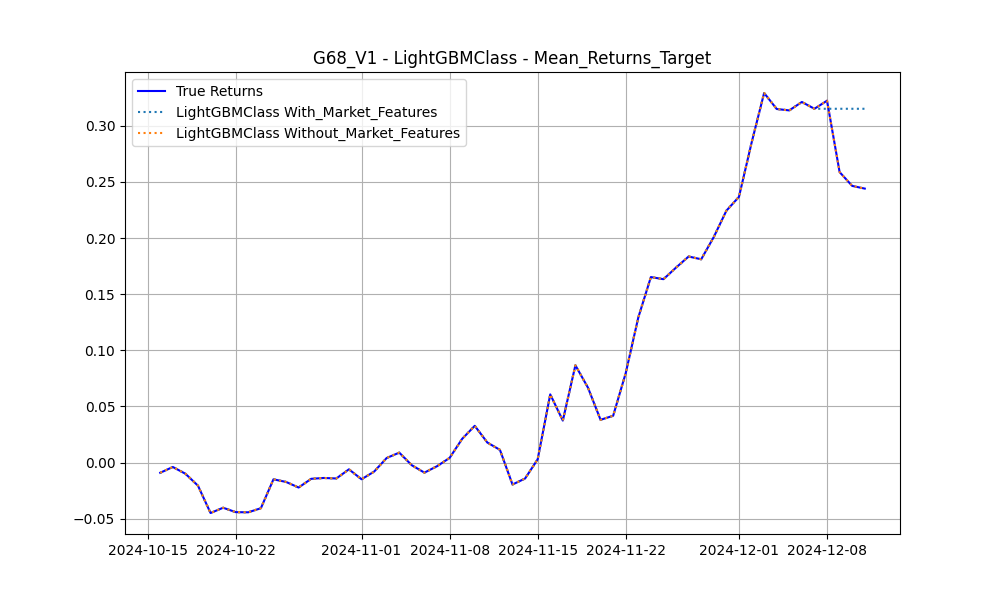 G68_V1 - LightGBMClass - Mean_Returns_Target
True Returns
LightGBMClass With_Market_Features
LightGBMClass Without_Market_Features
0.30
0.25
0.20
0.15
0.10
0.05
0.00
−0.05
2024-10-15 2024-10-22 2024-11-01 2024-11-08 2024-11-15 2024-11-22 2024-12-01 2024-12-08